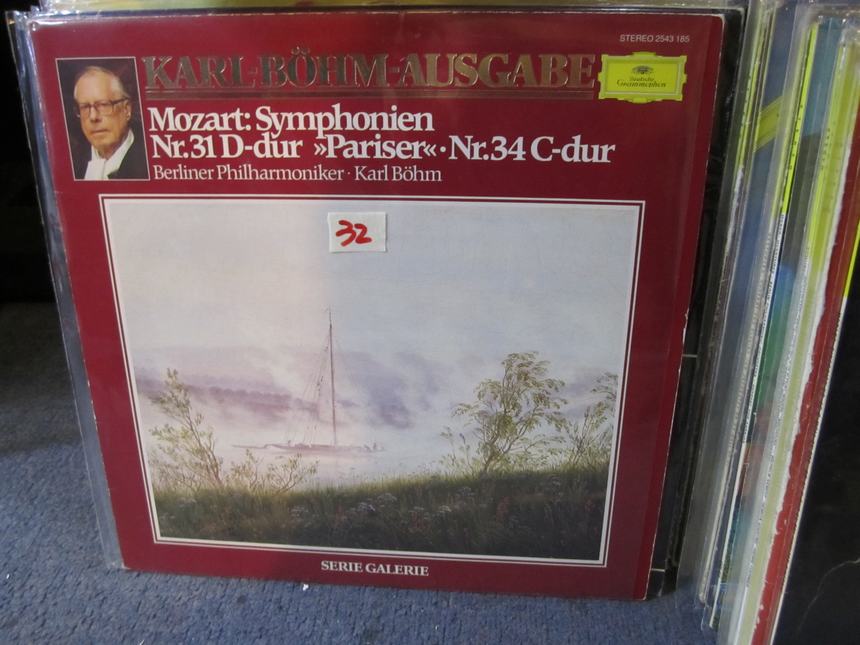 STEREO 2543 185
KARL-BÖHM-AUSGABE
Deutsche
Grammophon
Mozart: Symphonien
Nr.31 D-dur »Pariser«·Nr.34 C-dur
Berliner Philharmoniker · Karl Böhm
32
SERIE GALERIE